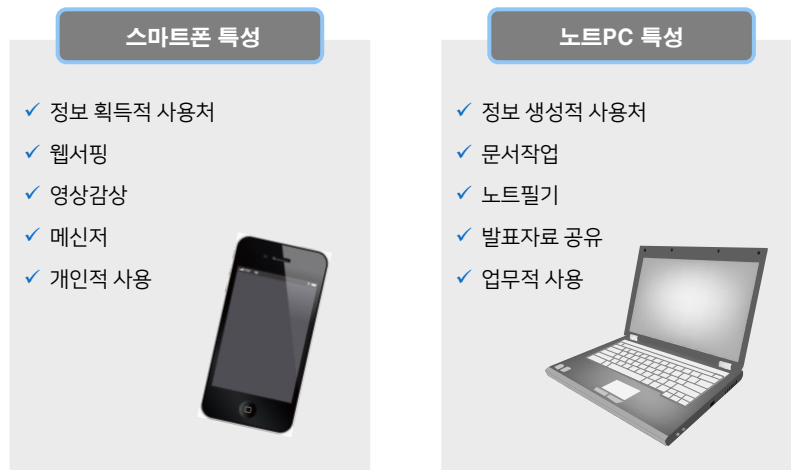 스마트폰 특성
정보 획득적 사용처
웹서핑
영상감상
메신저
개인적 사용
노트PC 특성
정보 생성적 사용처
문서작업
노트필기
발표자료 공유
업무적 사용